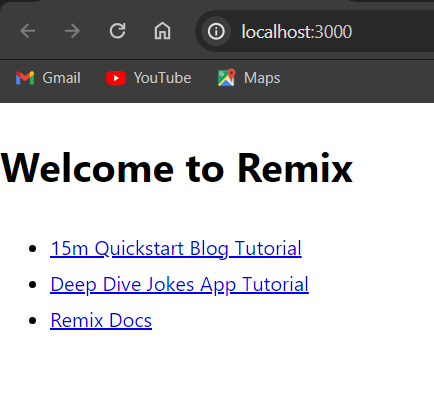 localhost:3000
Gmail YouTube Maps
Welcome to Remix
15m Quickstart Blog Tutorial
Deep Dive Jokes App Tutorial
Remix Docs